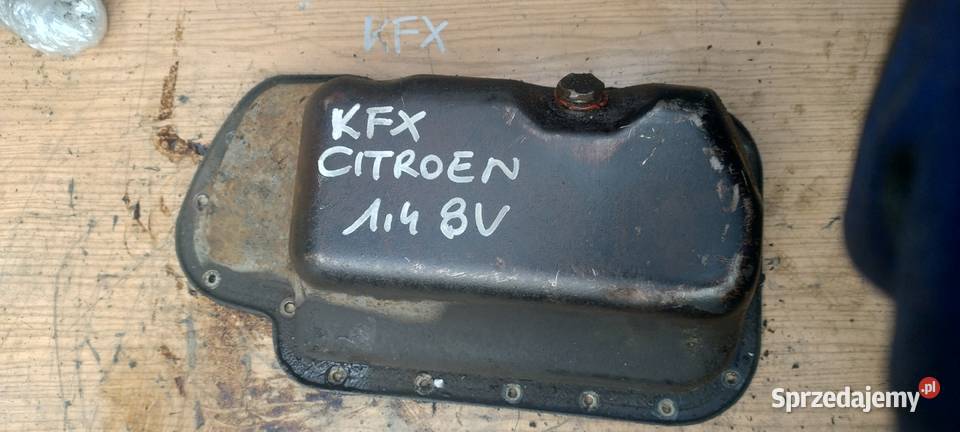 KFX
KFX
CITROEN
1,4 8V
Sprzedajemy.pl